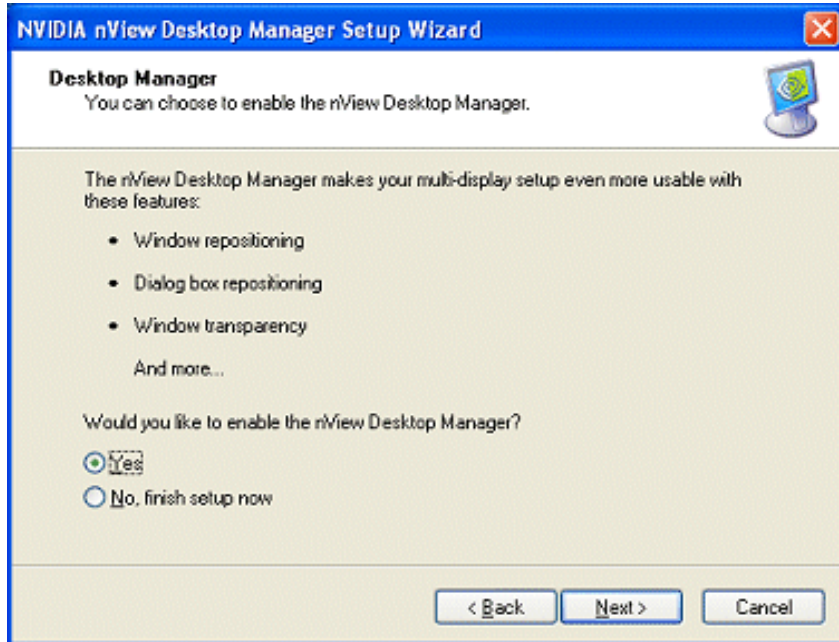 NVIDIA nView Desktop Manager Setup Wizard
Desktop Manager
You can choose to enable the nView Desktop Manager.
The nView Desktop Manager makes your multi-display setup even more usable with
these features:
• Window repositioning
• Dialog box repositioning
• Window transparency
And more...
Would you like to enable the nView Desktop Manager?
Yes
No, finish setup now
< Back
Next >
Cancel